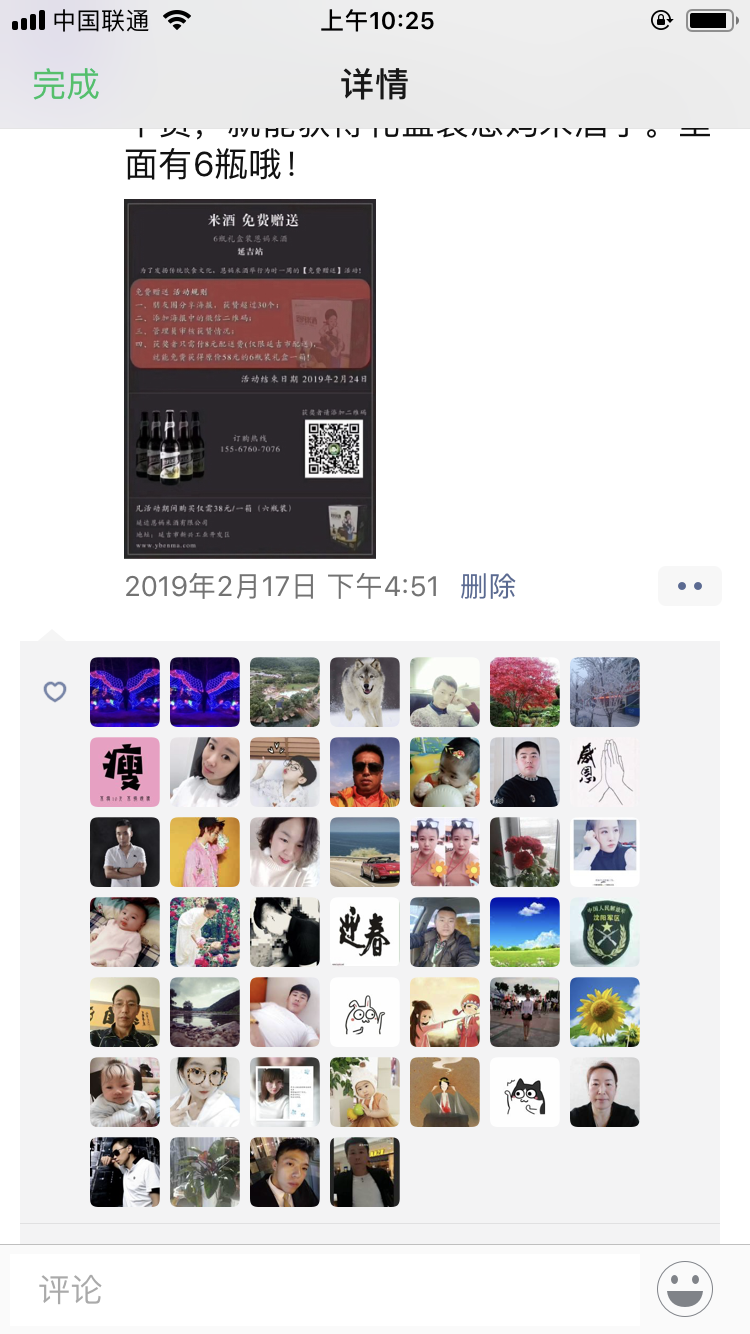 中国联通
上午10:25
完成
详情
面有6瓶哦！
米酒 免费赠送
6瓶礼盒装恩妈米酒
延吉站
为了发扬传统饮食文化，恩妈米酒举行为时一周的【免费赠送】活动！
免费赠送 活动规则
一、朋友圈分享海报，获赞超过30个；
二、添加海报中的微信二维码；
三、管理员审核获赞情况；
四、获奖者只需付8元配送费(仅限延吉市配送)，
就能免费获得原价58元的6瓶装礼盒一箱！
活动结束日期 2019年2月24日
获奖者请添加二维码
订购热线
155-6760-7076
凡活动期间购买仅需38元/一箱（六瓶装）
延边恩妈米酒有限公司
地址：延吉市新兴工业开发区
www.yhenma.com
2019年2月17日 下午4:51 删除
瘦
感恩
迎春
中国人民解放军
沈阳军区
评论